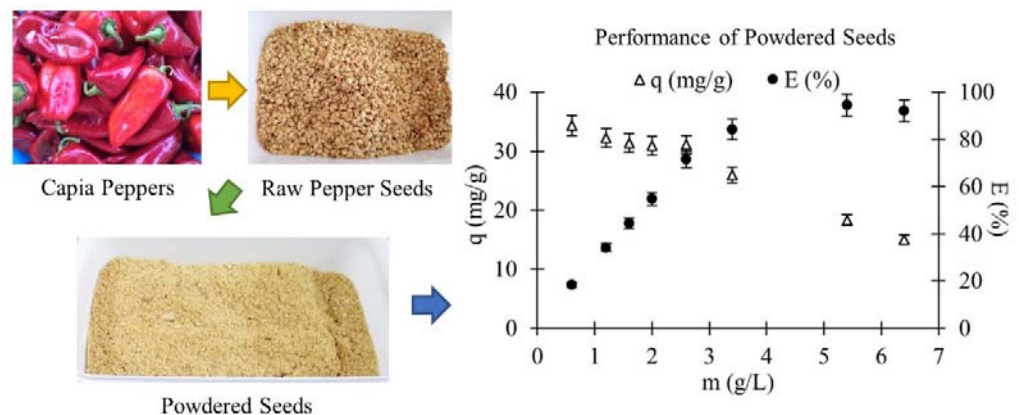 Capia Peppers
Raw Pepper Seeds
Powdered Seeds
Performance of Powdered Seeds
q (mg/g)
E (%)
40
30
20
10
0
q (mg/g)
100
80
60
40
20
0
E (%)
0 1 2 3 4 5 6 7
m (g/L)